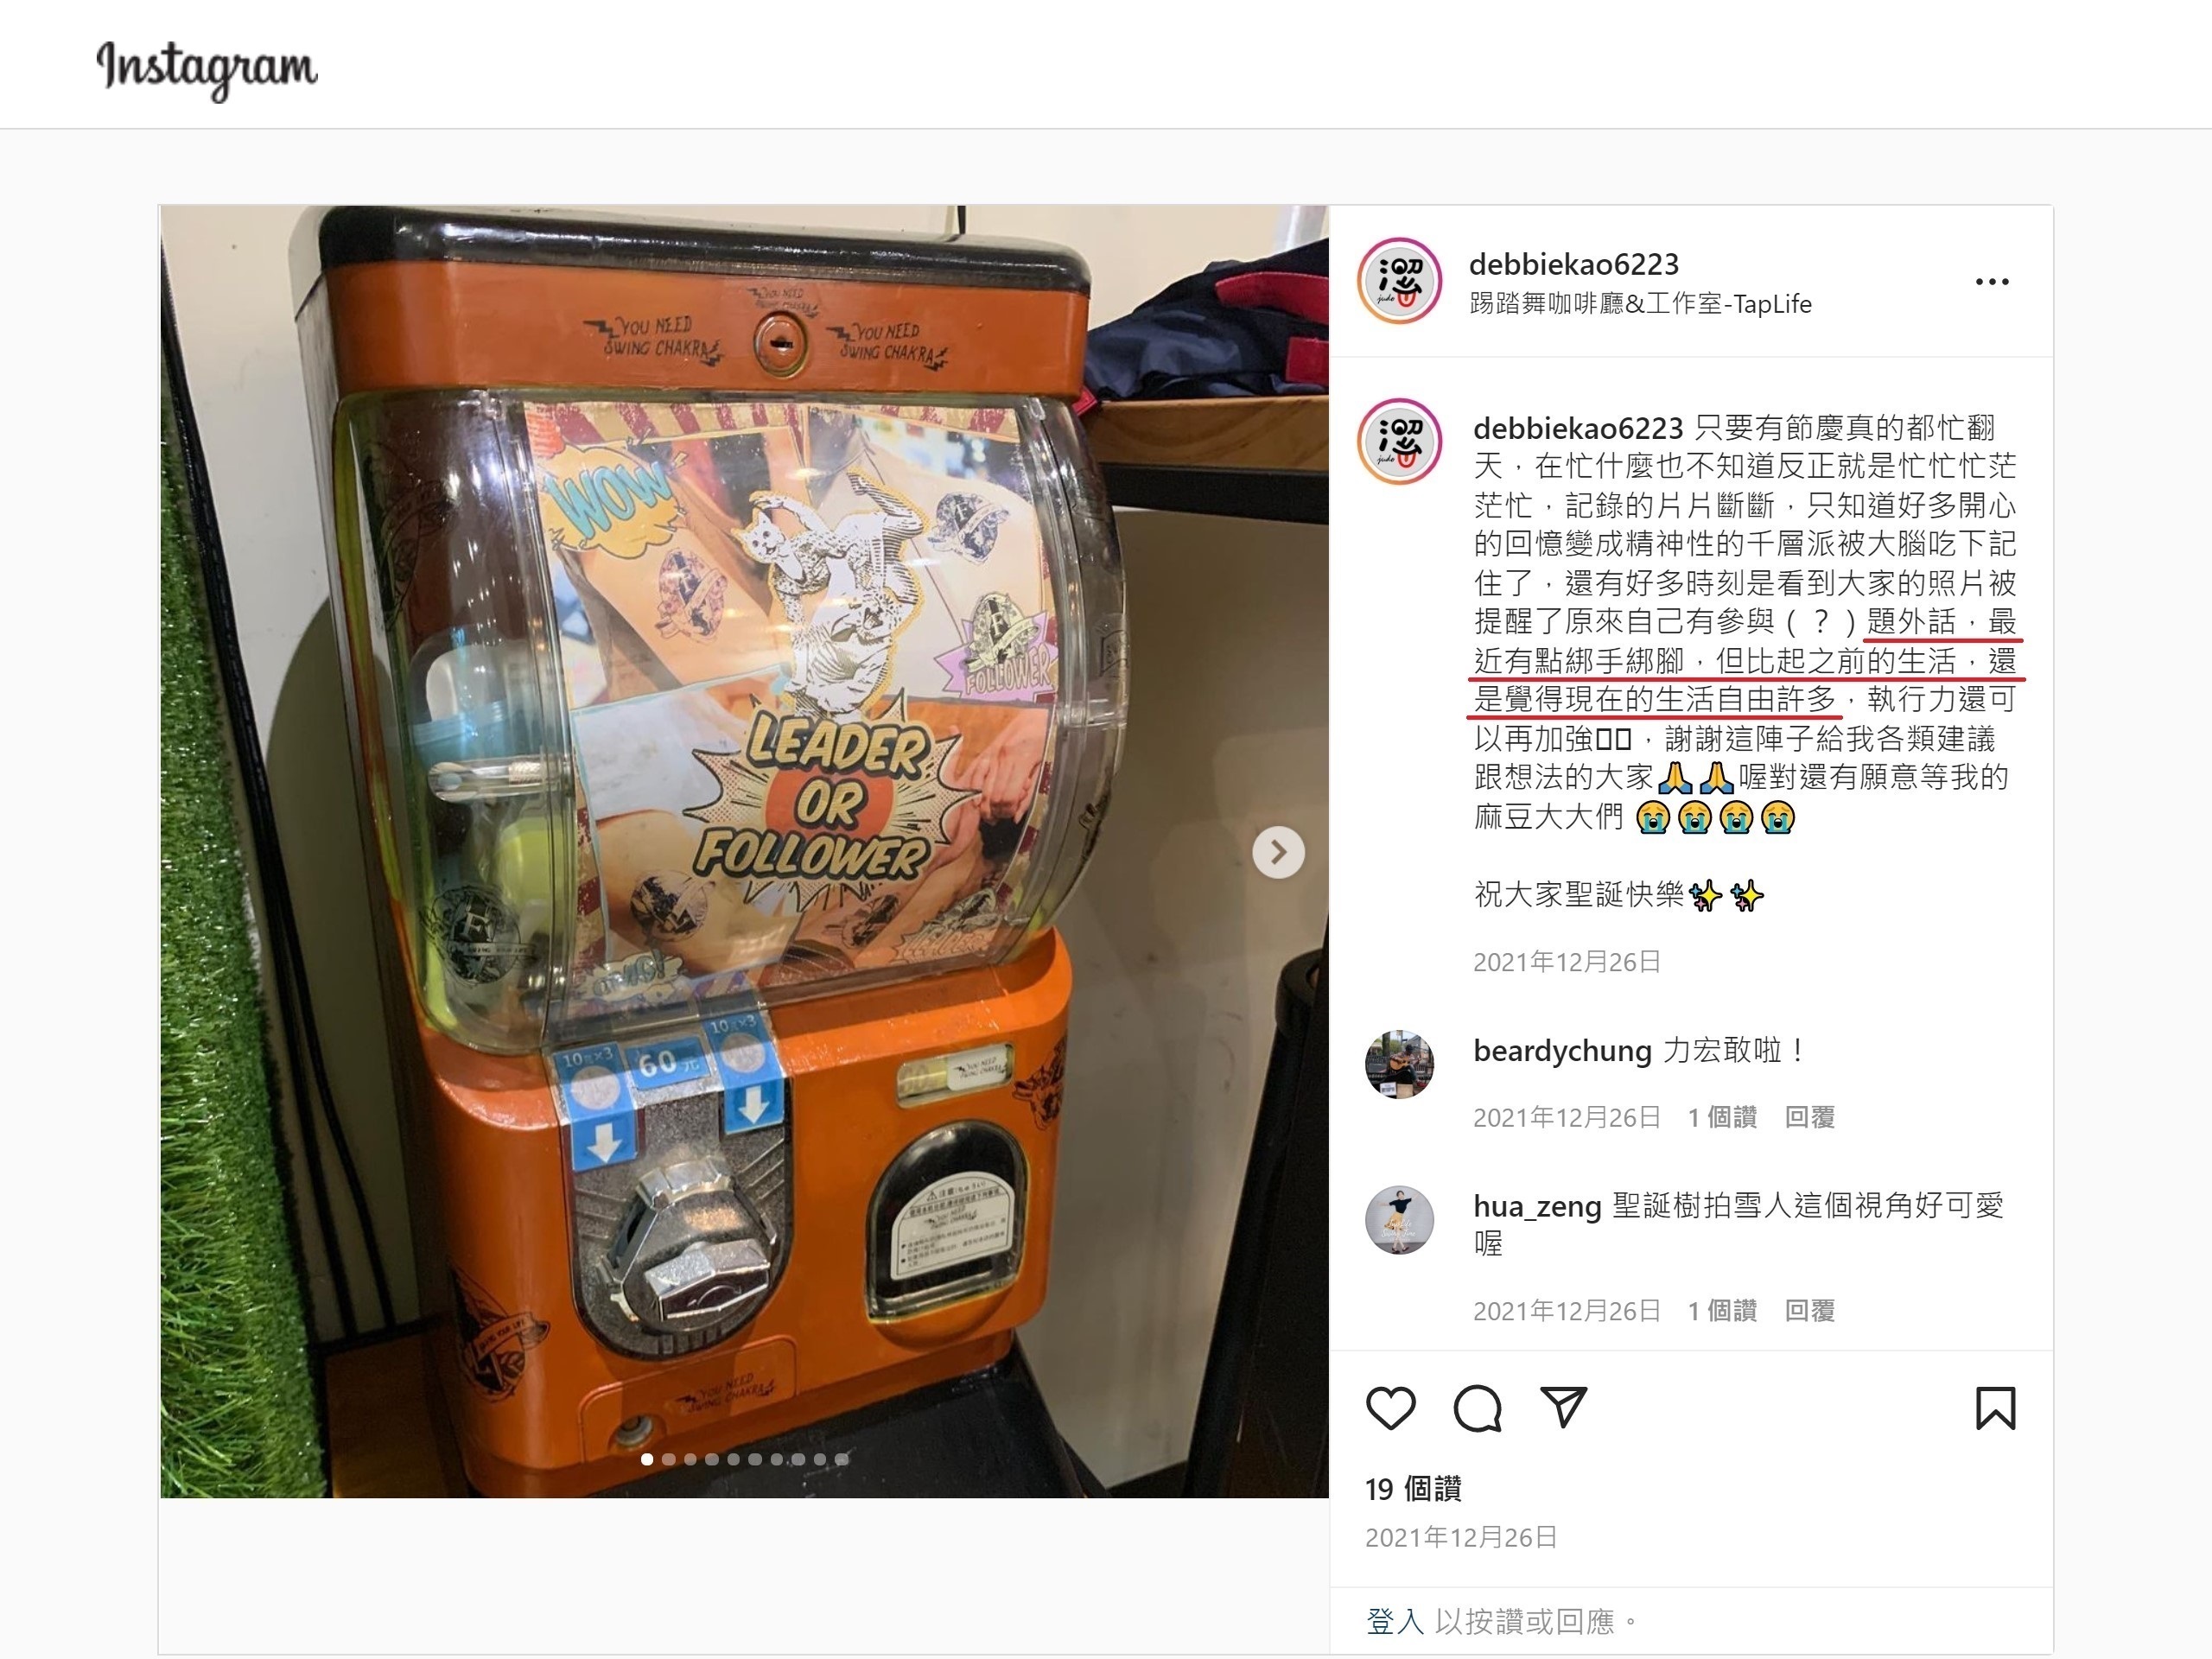 Instagram
YOU NEED
SWING CHAKRA
YOU NEED
SWING CHAKRA
YOU NEED
SWING CHAKRA
WOW
FOLLOWER
LEADER
OR
FOLLOWER
10元×3
60元
10元×3
YOU NEED
SWING CHAKRA
YOU NEED
SWING CHAKRA
YOU NEED
SWING CHAKRA
debbiekao6223
踢踏舞咖啡廳&工作室-TapLife
debbiekao6223 只要有節慶真的都忙翻
天，在忙什麼也不知道反正就是忙忙忙茫
茫忙，記錄的片片斷斷，只知道好多開心
的回憶變成精神性的千層派被大腦吃下記
住了，還有好多時刻是看到大家的照片被
提醒了原來自己有參與（？）題外話，最
近有點綁手綁腳，但比起之前的生活，還
是覺得現在的生活自由許多，執行力還可
以再加強▯▯，謝謝這陣子給我各類建議
跟想法的大家🙏🙏喔對還有願意等我的
麻豆大大們 😭😭😭😭
祝大家聖誕快樂✨✨
2021年12月26日
beardychung 力宏敢啦！
2021年12月26日 1 個讚 回覆
hua_zeng 聖誕樹拍雪人這個視角好可愛
喔
2021年12月26日 1 個讚 回覆
19 個讚
2021年12月26日
登入 以按讚或回應。